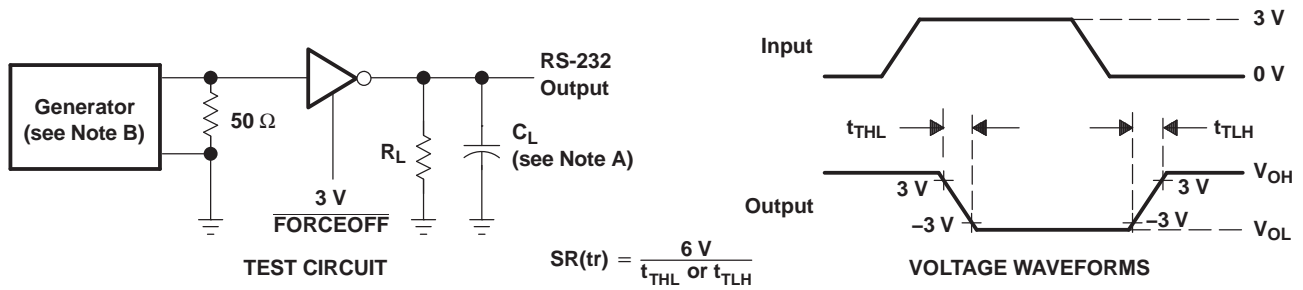 Generator
(see Note B)
50 Ω
3 V
FORCEOFF
R_L
C_L
(see Note A)
RS-232
Output
TEST CIRCUIT
SR(tr) = 6 V / t_THL or t_TLH
Input
3 V
0 V
t_THL
t_TLH
Output
3 V
−3 V
3 V
−3 V
V_OH
V_OL
VOLTAGE WAVEFORMS